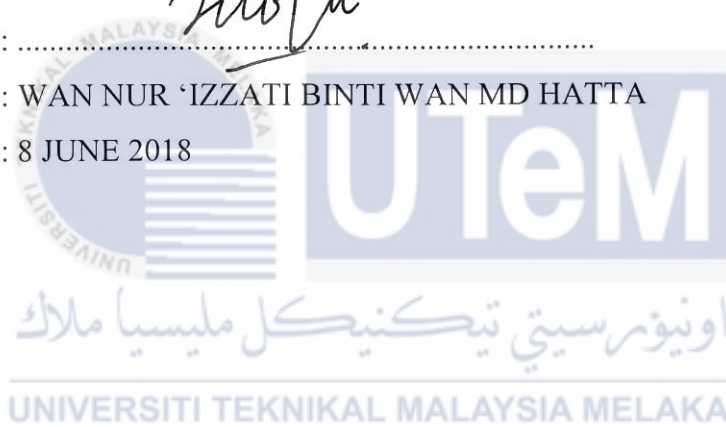 : ........................................................
: WAN NUR ‘IZZATI BINTI WAN MD HATTA
: 8 JUNE 2018
UTeM
اونيۏرسيتي تيكنيكل مليسيا ملاك
UNIVERSITI TEKNIKAL MALAYSIA MELAKA